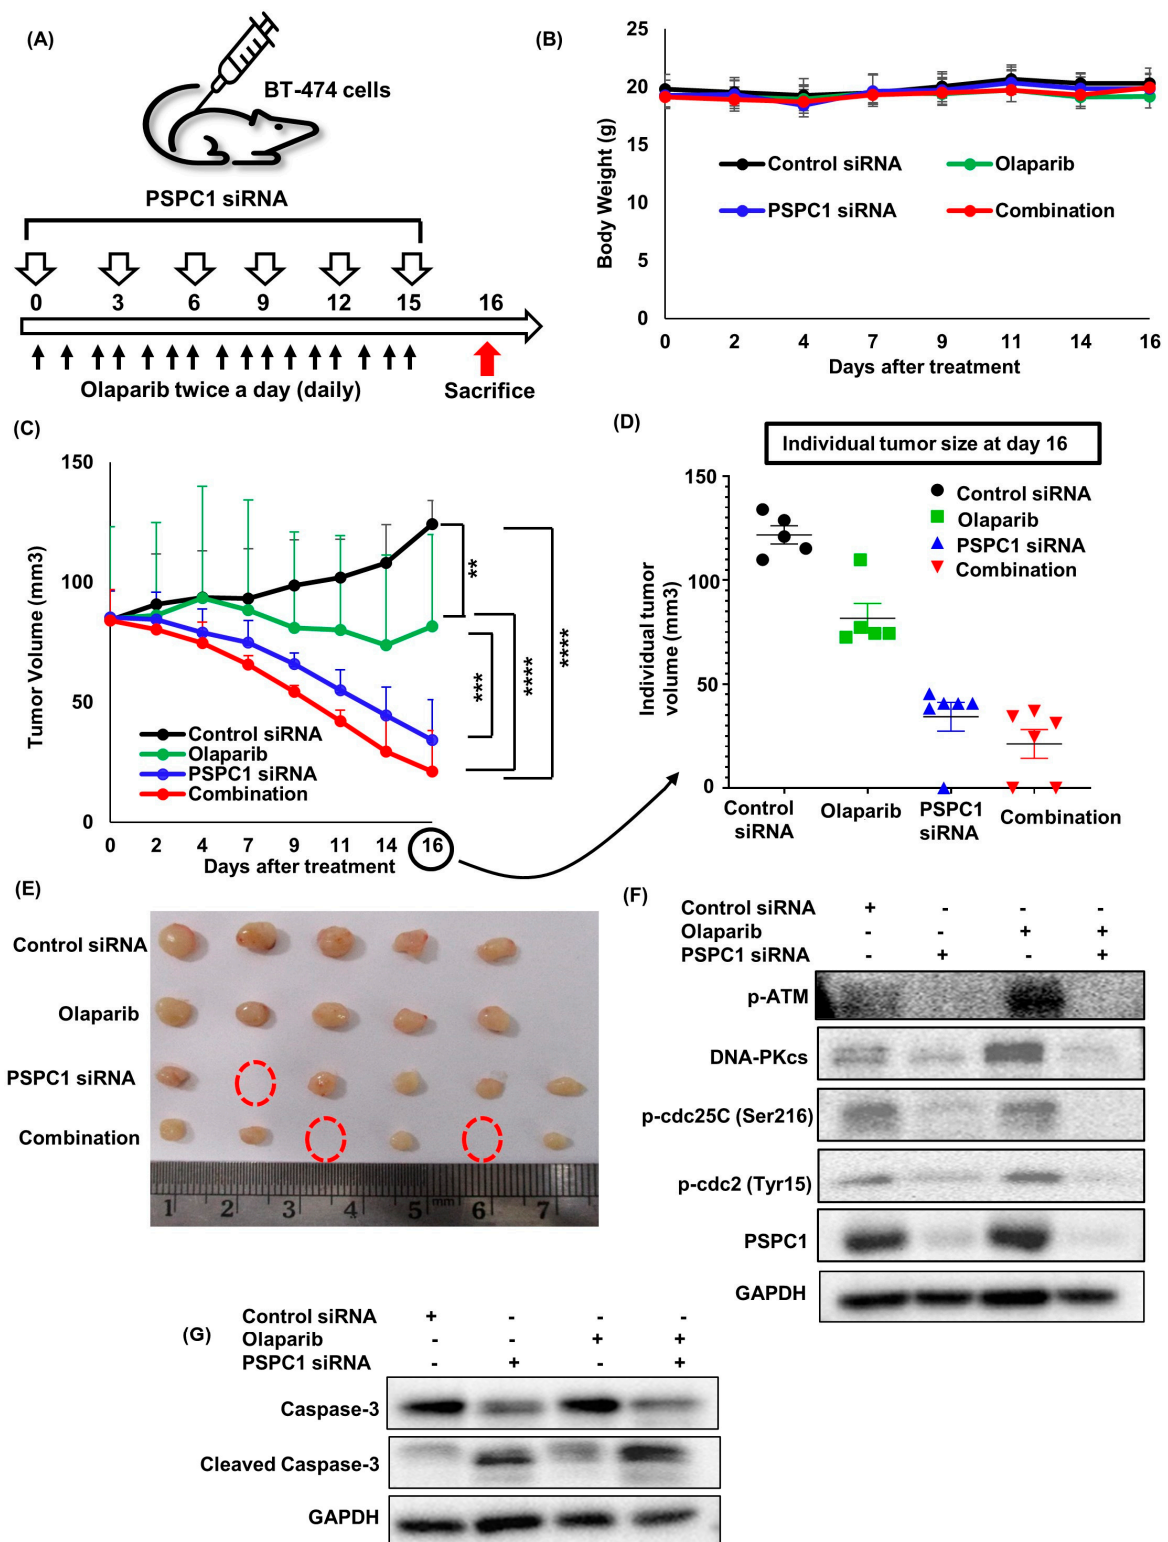 (A)
BT-474 cells
PSPC1 siRNA
0 3 6 9 12 15 16
Olaparib twice a day (daily)
Sacrifice
(B)
Body Weight (g)
25
20
15
10
5
0
Control siRNA
Olaparib
PSPC1 siRNA
Combination
0 2 4 7 9 11 14 16
Days after treatment
(C)
Tumor Volume (mm3)
150
100
50
0
**
***
****
****
Control siRNA
Olaparib
PSPC1 siRNA
Combination
0 2 4 7 9 11 14 16
Days after treatment
(D)
Individual tumor size at day 16
Individual tumor
volume (mm3)
150
100
50
0
Control siRNA
Olaparib
PSPC1 siRNA
Combination
Control
siRNA
Olaparib
PSPC1
siRNA
Combination
(E)
Control siRNA
Olaparib
PSPC1 siRNA
Combination
1 2 3 4 5 mm 6 7
(F)
Control siRNA + - - -
Olaparib - - + +
PSPC1 siRNA - + - +
p-ATM
DNA-PKcs
p-cdc25C (Ser216)
p-cdc2 (Tyr15)
PSPC1
GAPDH
(G)
Control siRNA + - - -
Olaparib - - + +
PSPC1 siRNA - + - +
Caspase-3
Cleaved Caspase-3
GAPDH